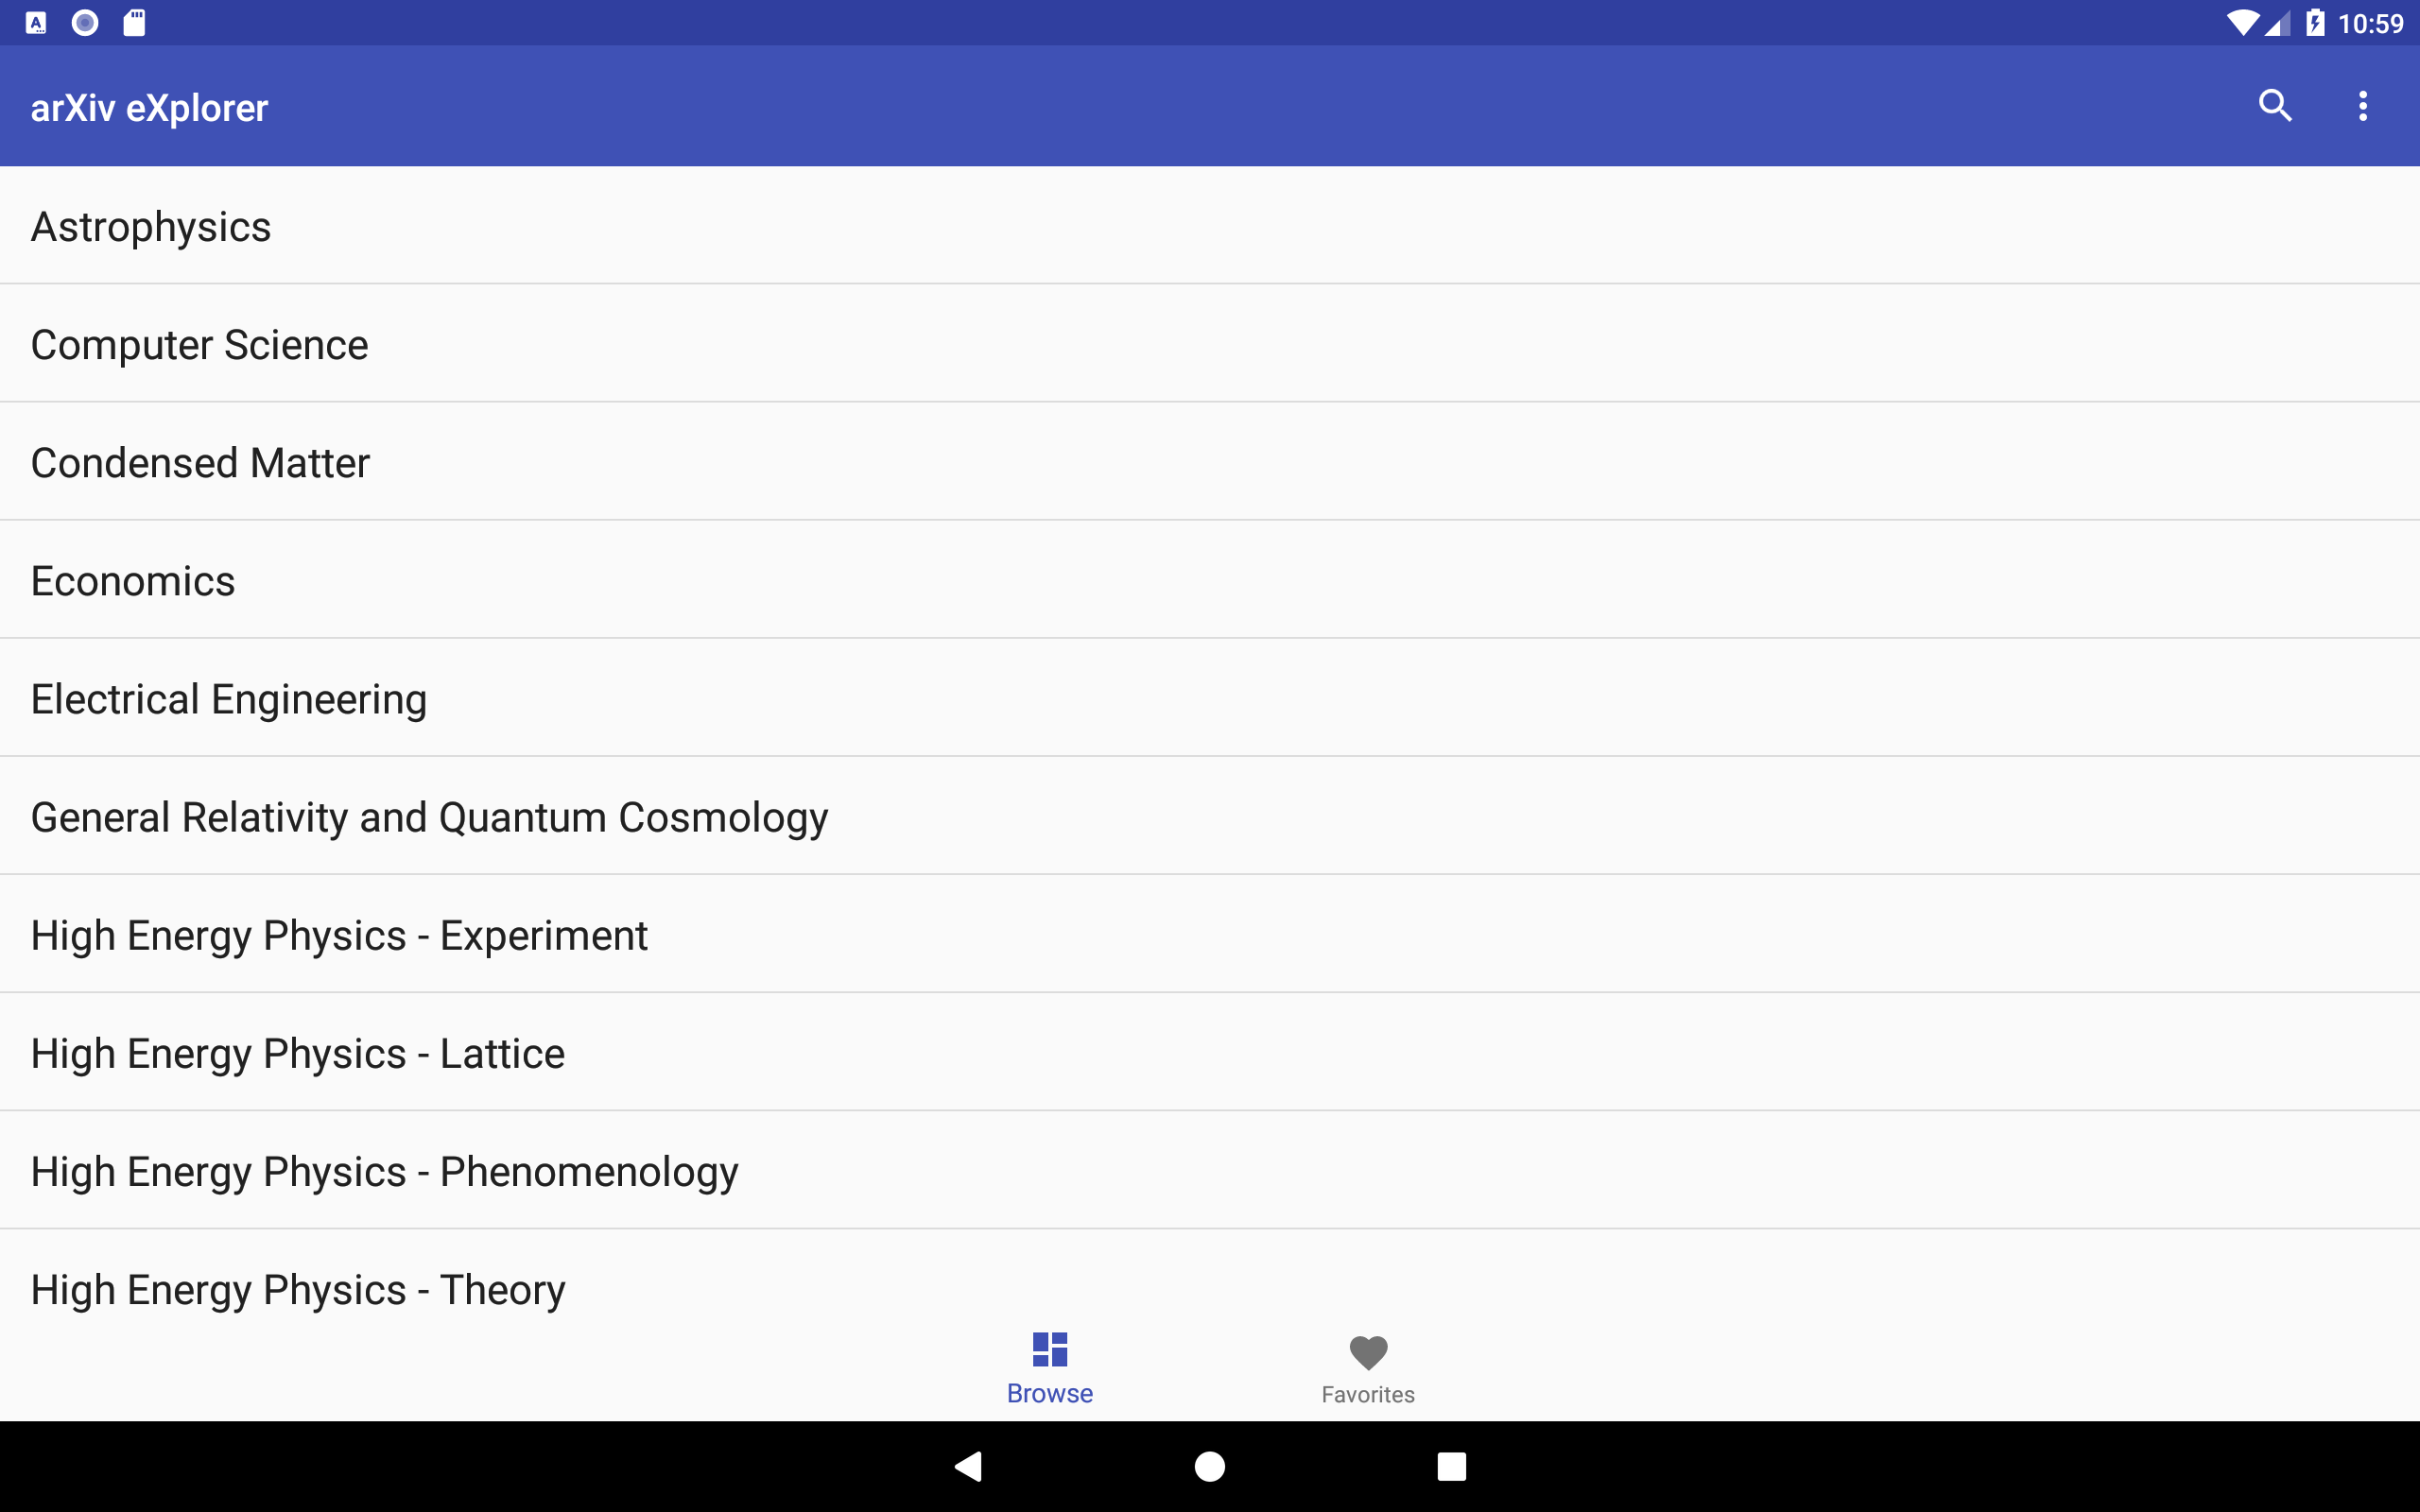 10:59
arXiv eXplorer
Astrophysics
Computer Science
Condensed Matter
Economics
Electrical Engineering
General Relativity and Quantum Cosmology
High Energy Physics - Experiment
High Energy Physics - Lattice
High Energy Physics - Phenomenology
High Energy Physics - Theory
Browse
Favorites